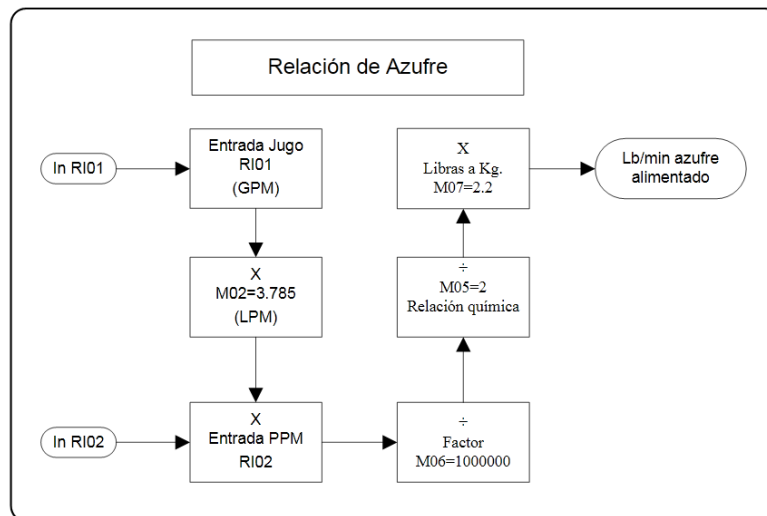 Relación de Azufre
In RI01
Entrada Jugo
RI01
(GPM)
X
M02=3.785
(LPM)
In RI02
X
Entrada PPM
RI02
÷
Factor
M06=1000000
÷
M05=2
Relación química
X
Libras a Kg.
M07=2.2
Lb/min azufre
alimentado